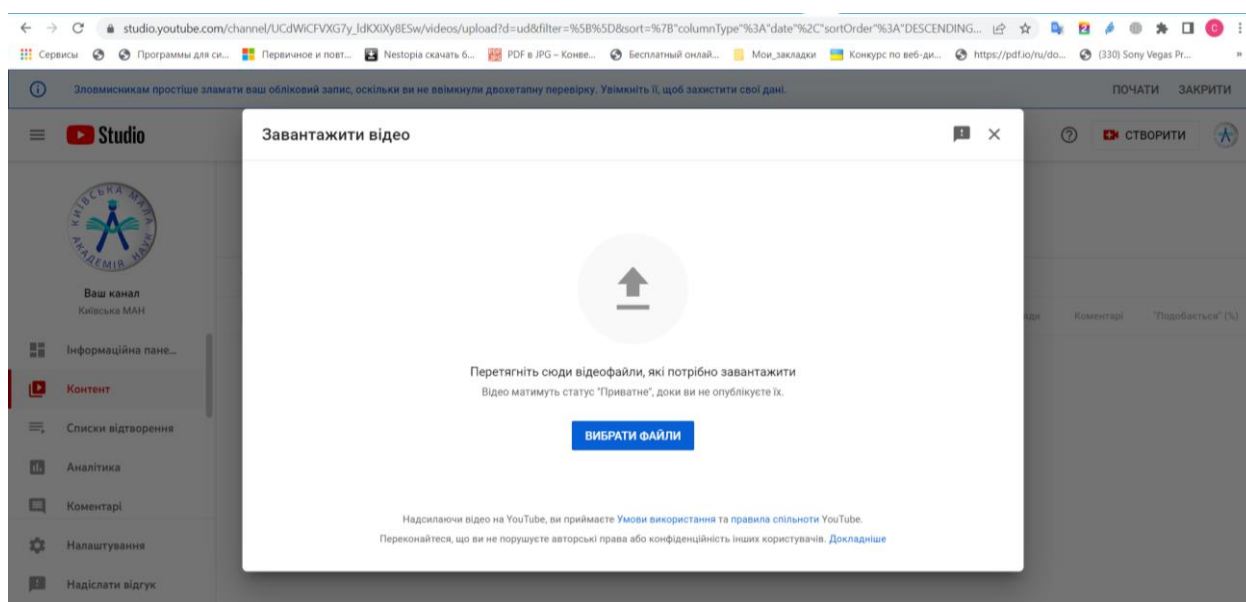 studio.youtube.com/channel/UCdWiCFVXG7y_ldKXiXy8ESw/videos/upload?d=ud&filter=%5B%5D&sort=%7B"columnType"%3A"date"%2C"sortOrder"%3A"DESCENDING...
Сервисы Программы для си... Первичное и повт... Nestopia скачать б... PDF в JPG – Конве... Бесплатный онлай... Мои_закладки Конкурс по веб-ди... https://pdf.io/ru/do... (330) Sony Vegas Pr... »
Зловмисникам простіше зламати ваш обліковий запис, оскільки ви не ввімкнули двохетапну перевірку. Увімкніть її, щоб захистити свої дані. ПОЧАТИ ЗАКРИТИ
Studio
Завантажити відео
СТВОРИТИ
КИЇВСЬКА МАЛА АКАДЕМІЯ НАУК
Ваш канал
Київська МАН
Коментарі "Подобається" (%)
Інформаційна пане...
Перетягніть сюди відеофайли, які потрібно завантажити
Контент
Відео матимуть статус "Приватне", доки ви не опублікуєте їх.
Списки відтворення
ВИБРАТИ ФАЙЛИ
Аналітика
Коментарі
Надсилаючи відео на YouTube, ви приймаєте Умови використання та правила спільноти YouTube.
Переконайтеся, що ви не порушуєте авторські права або конфіденційність інших користувачів. Докладніше
Налаштування
Надіслати відгук